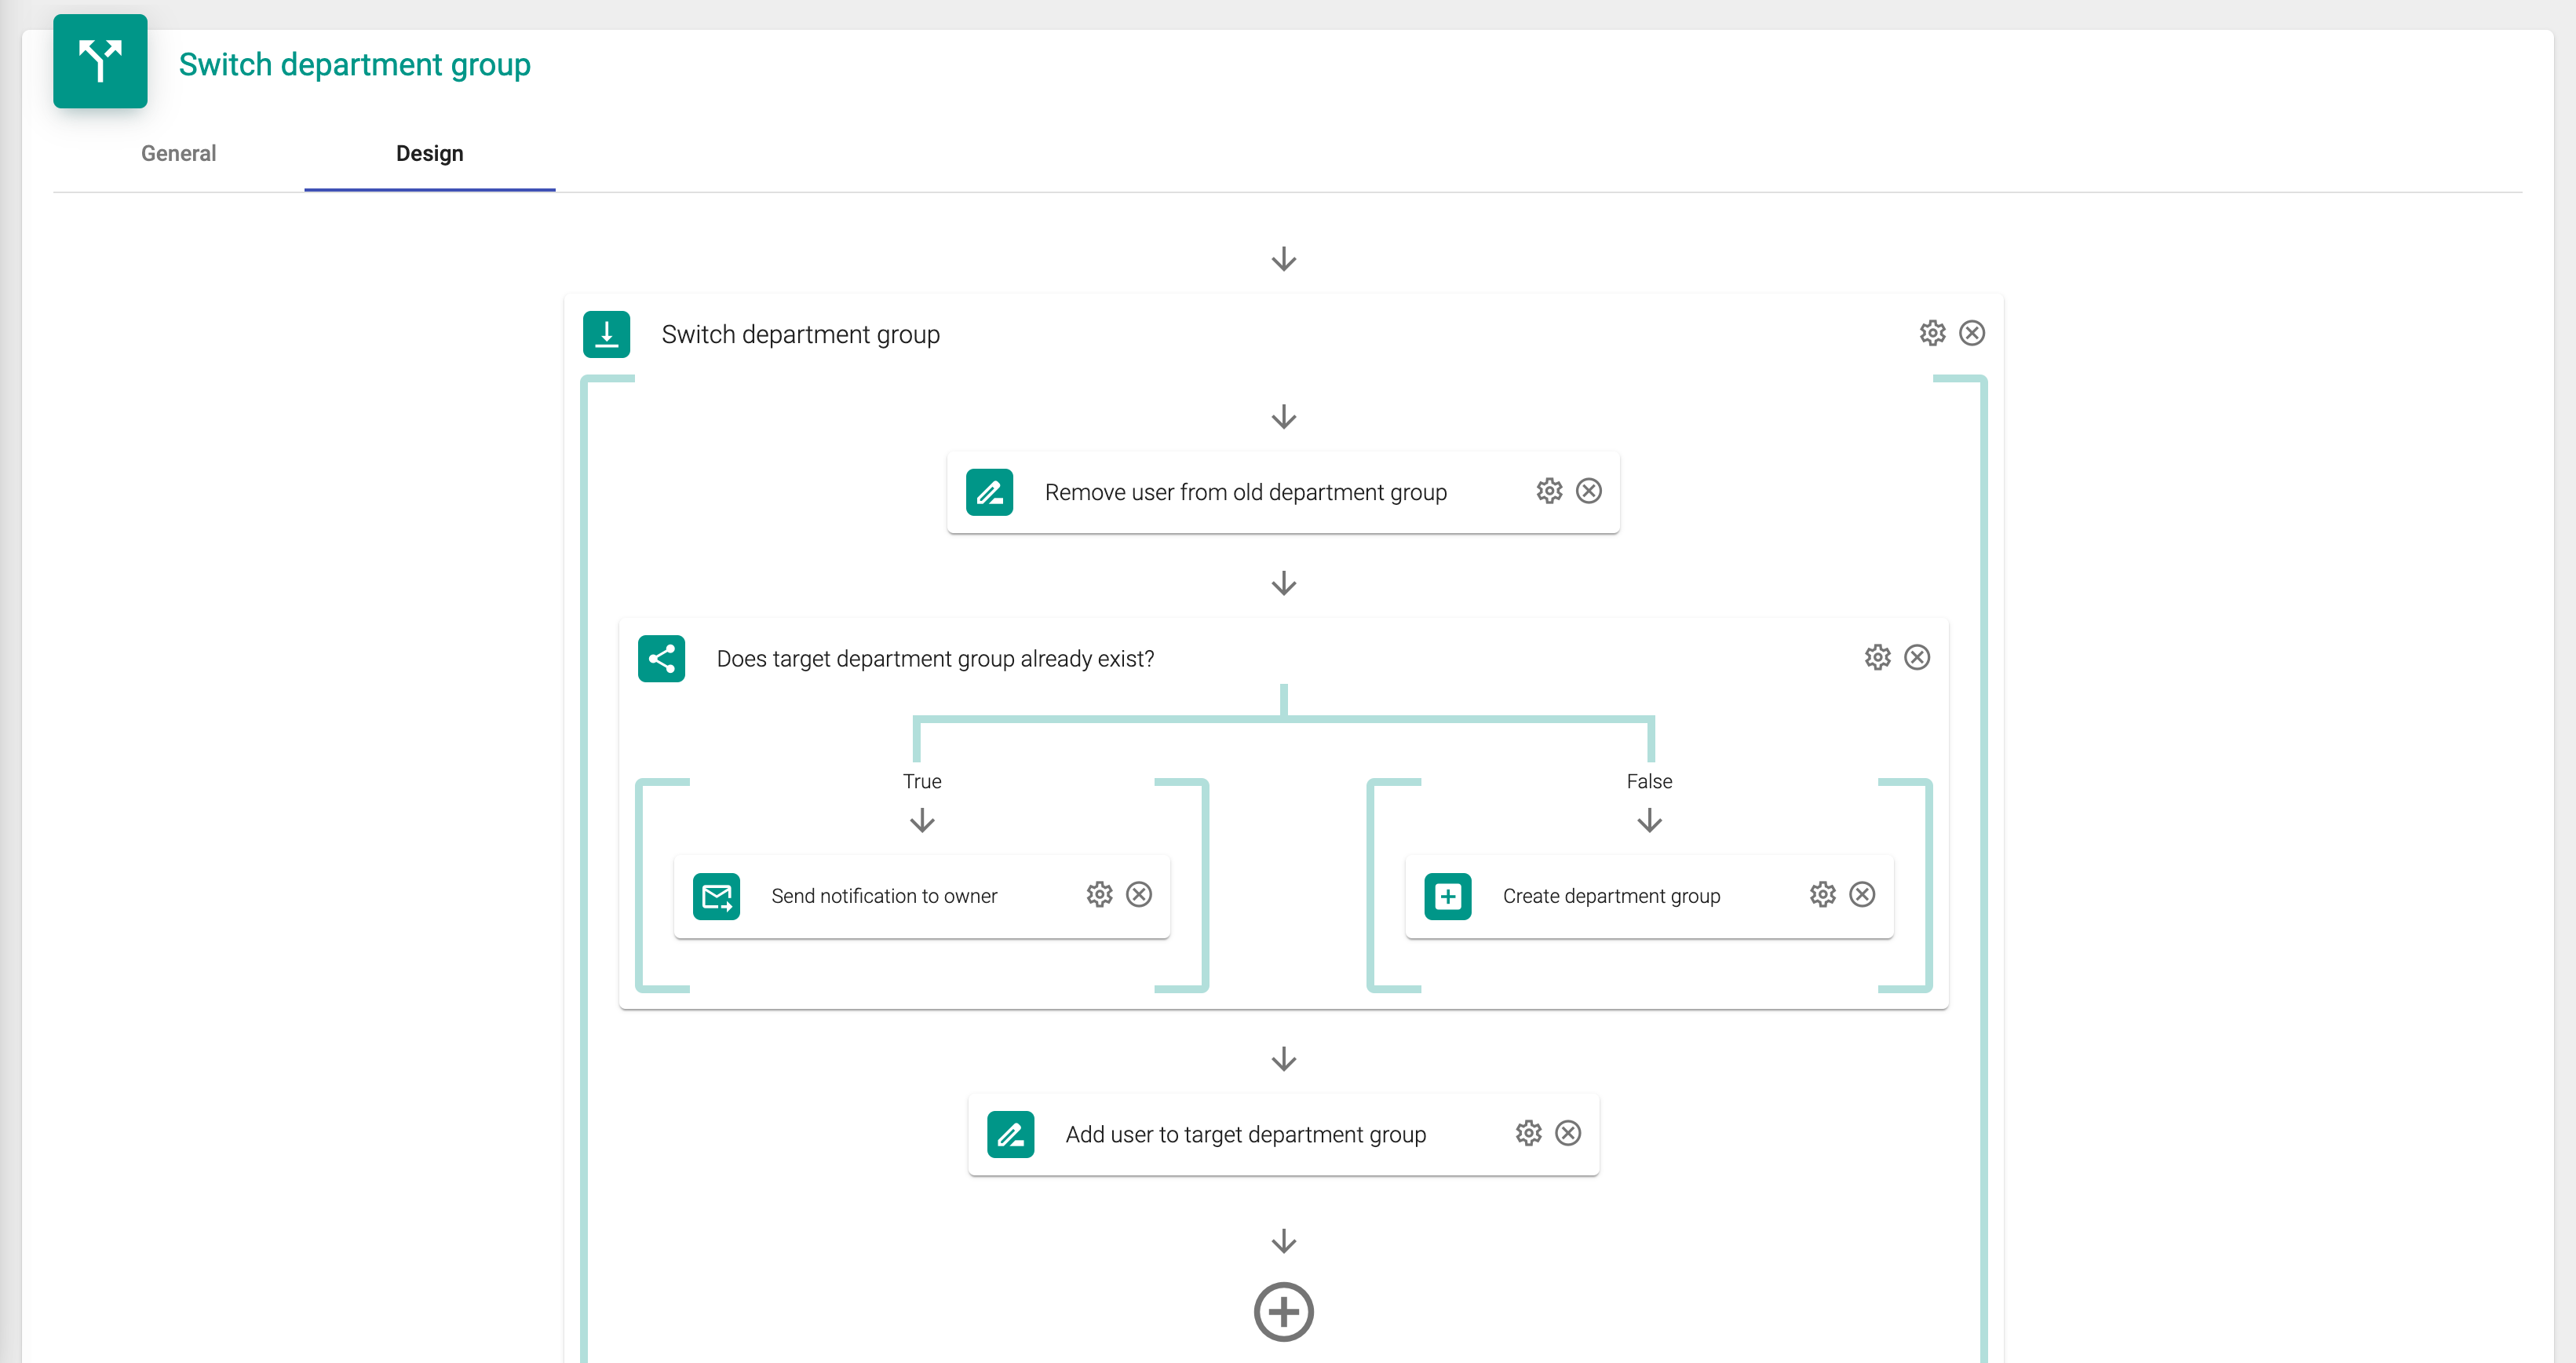 Switch department group
General
Design
Switch department group
Remove user from old department group
Does target department group already exist?
True
False
Send notification to owner
Create department group
Add user to target department group